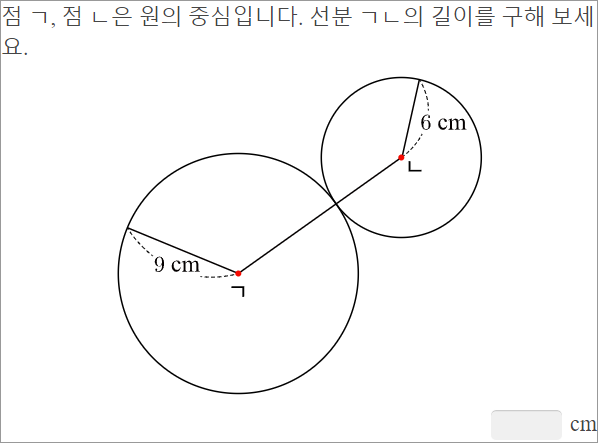 점 ㄱ, 점 ㄴ은 원의 중심입니다. 선분 ㄱㄴ의 길이를 구해 보세
요.
6 cm
ㄴ
9 cm
ㄱ
cm